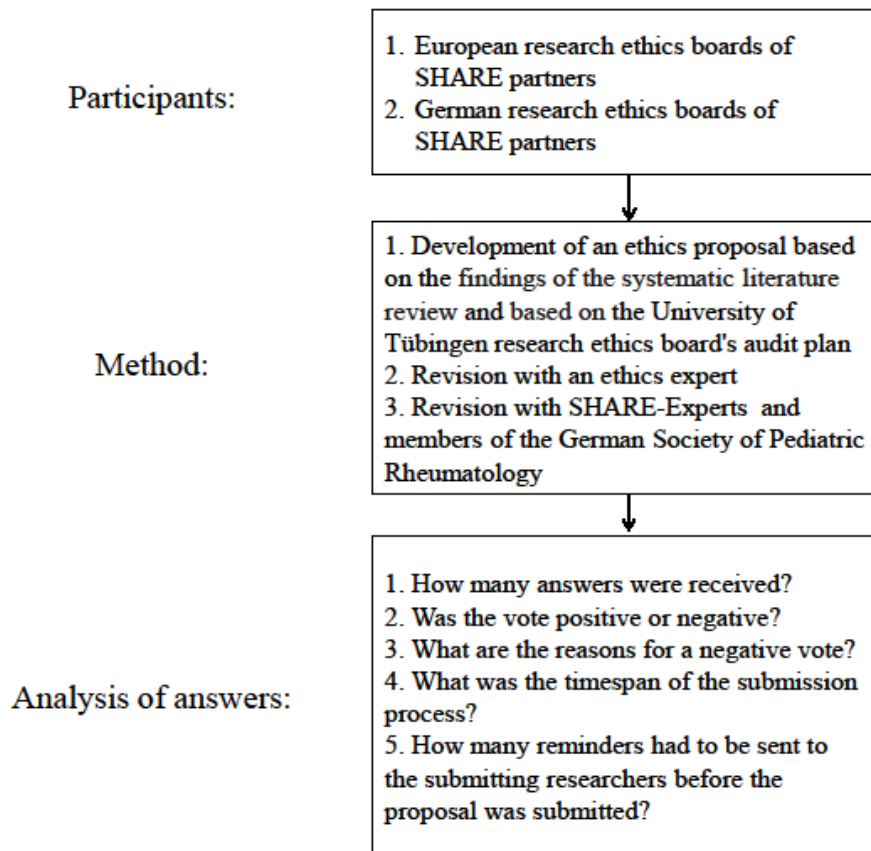 Participants:
1. European research ethics boards of
SHARE partners
2. German research ethics boards of
SHARE partners
Method:
1. Development of an ethics proposal based
on the findings of the systematic literature
review and based on the University of
Tübingen research ethics board's audit plan
2. Revision with an ethics expert
3. Revision with SHARE-Experts and
members of the German Society of Pediatric
Rheumatology
Analysis of answers:
1. How many answers were received?
2. Was the vote positive or negative?
3. What are the reasons for a negative vote?
4. What was the timespan of the submission
process?
5. How many reminders had to be sent to
the submitting researchers before the
proposal was submitted?